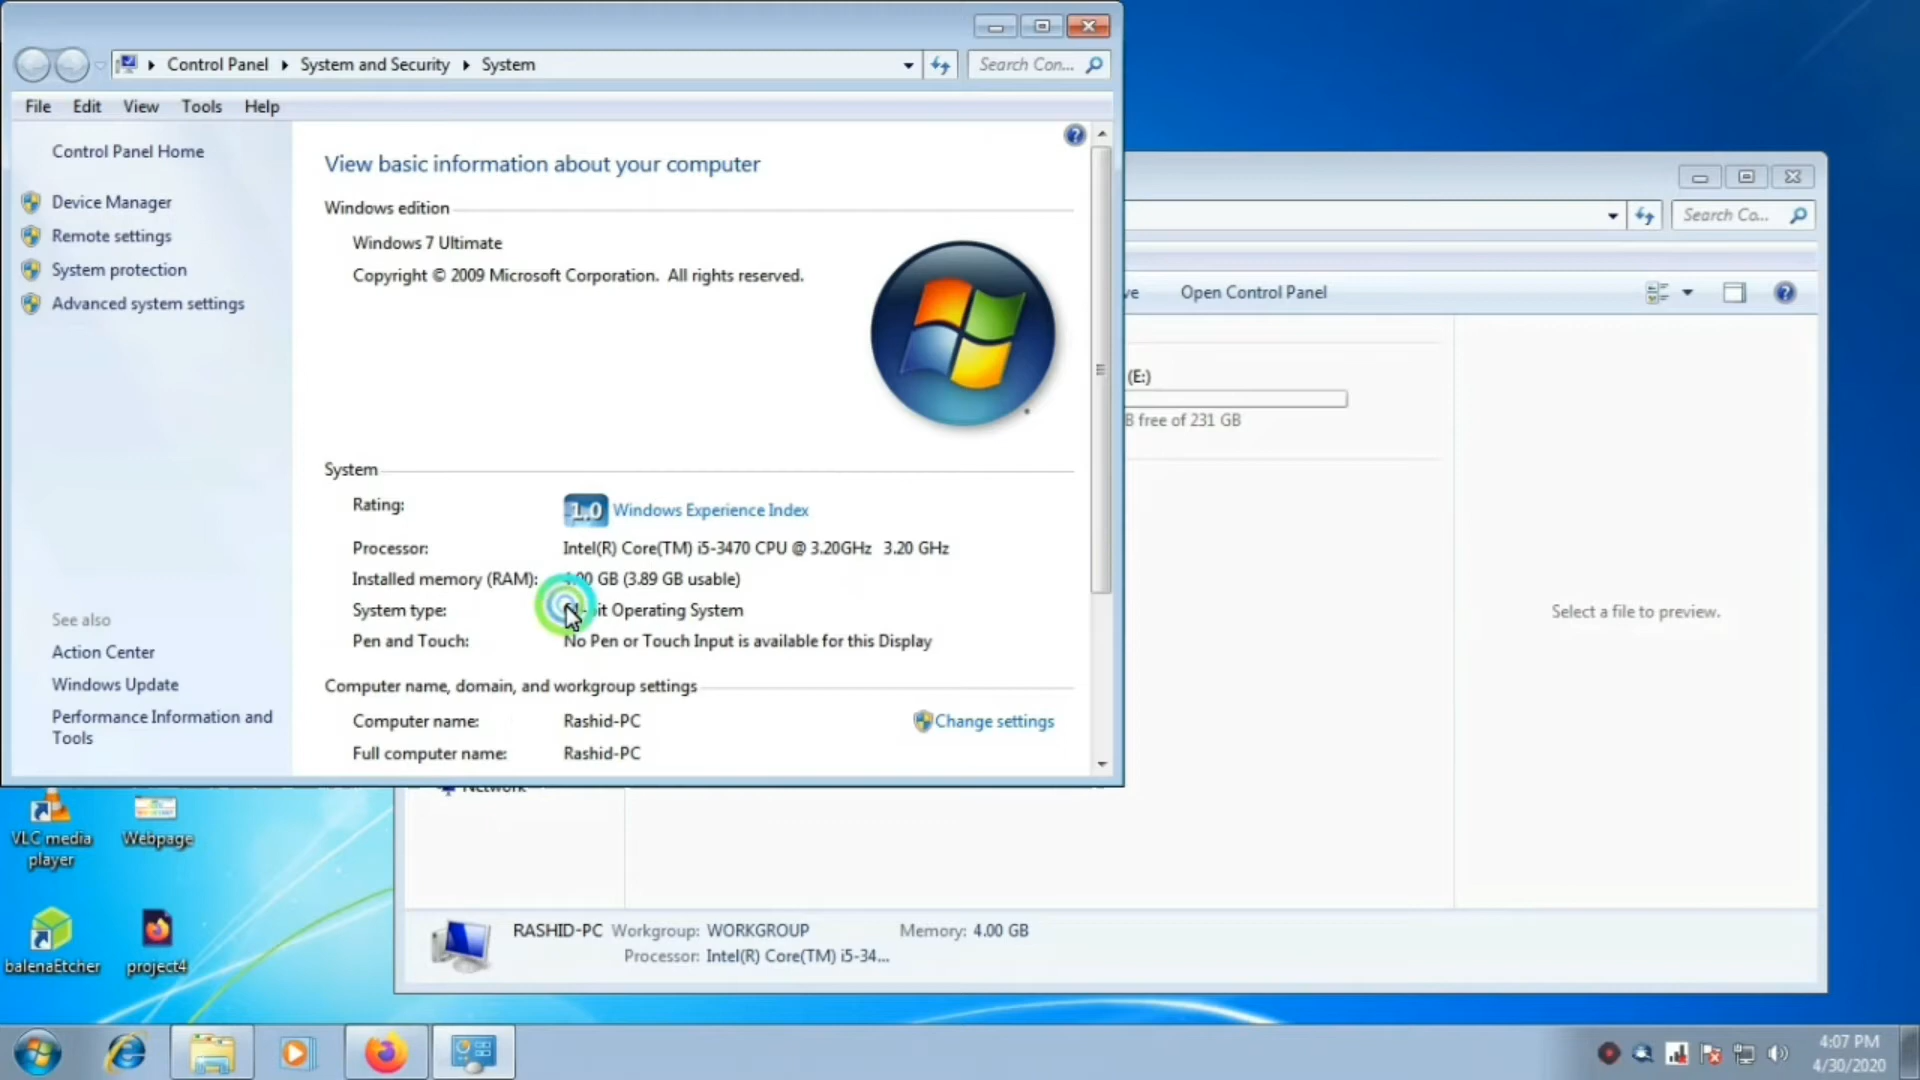 Control Panel
System and Security
System
Search Con...
File
Edit
View
Tools
Help
Control Panel Home
Device Manager
Remote settings
System protection
Advanced system settings
See also
Action Center
Windows Update
Performance Information and
Tools
View basic information about your computer
Windows edition
Windows 7 Ultimate
Copyright © 2009 Microsoft Corporation. All rights reserved.
System
Rating:
1.0 Windows Experience Index
Processor:
Intel(R) Core(TM) i5-3470 CPU @ 3.20GHz 3.20 GHz
Installed memory (RAM):
GB (3.89 GB usable)
System type:
Operating System
Pen and Touch:
No Pen or Touch Input is available for this Display
Computer name, domain, and workgroup settings
Computer name:
Rashid-PC
Change settings
Full computer name:
Rashid-PC
Search Co...
Open Control Panel
(E:)
free of 231 GB
Select a file to preview.
RASHID-PC Workgroup: WORKGROUP
Memory: 4.00 GB
Processor: Intel(R) Core(TM) i5-34...
VLC media
player
Webpage
balenaEtcher
project4
4:07 PM
4/30/2020